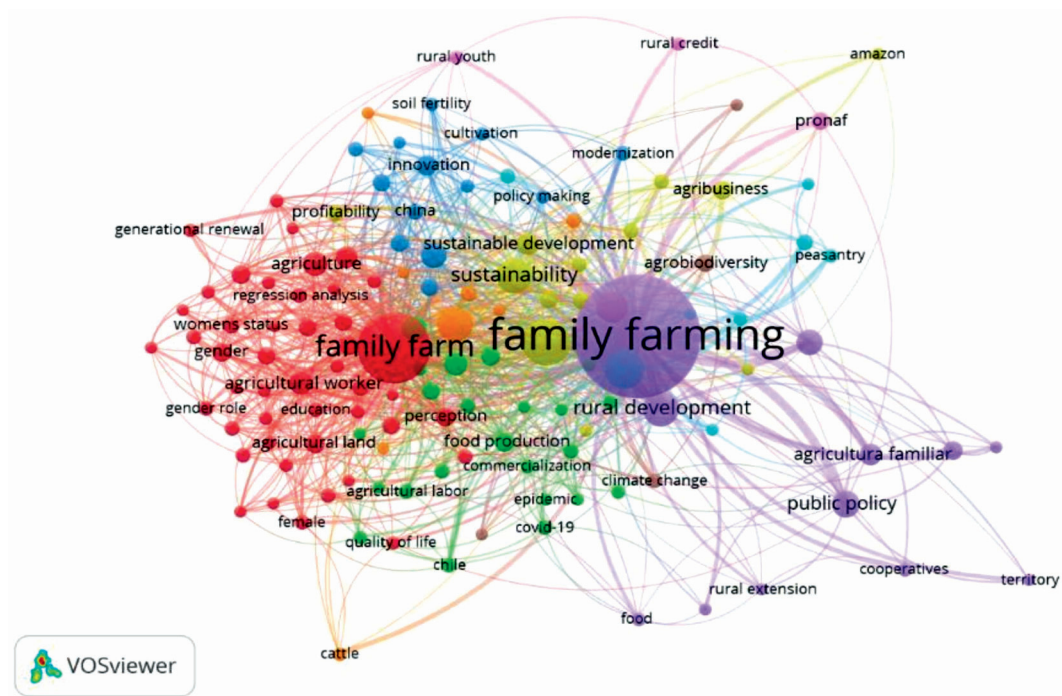 rural youth
rural credit
amazon
soil fertility
pronaf
cultivation
modernization
innovation
agribusiness
policy making
profitability
china
generational renewal
sustainable development
peasantry
agrobiodiversity
agriculture
sustainability
regression analysis
womens status
family farming
family farm
gender
agricultural worker
gender role
education
rural development
perception
agricultural land
food production
agricultura familiar
commercialization
climate change
agricultural labor
epidemic
public policy
female
covid-19
quality of life
chile
cooperatives
territory
rural extension
food
cattle
VOSviewer